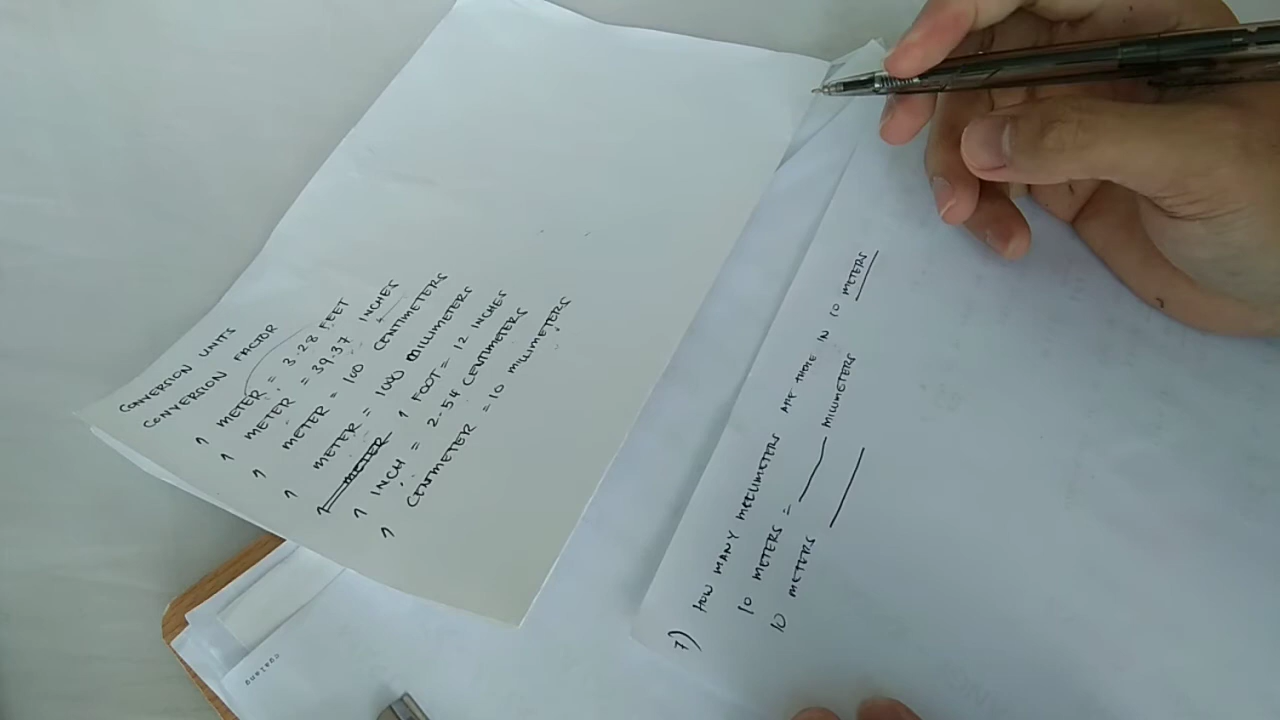 CONVERSION UNITS
CONVERSION FACTOR
1 METER = 3.28 FEET
1 METER = 39.37 INCHES
1 METER = 100 CENTIMETERS
1 METER = 1000 MILLIMETERS
1 METER 1 FOOT = 12 INCHES
1 INCH = 2.54 CENTIMETERS
1 CENTIMETER = 10 MILLIMETERS
7) HOW MANY MILLIMETERS ARE THERE IN 10 METERS
10 METERS = ____ MILLIMETERS
10 METERS ____